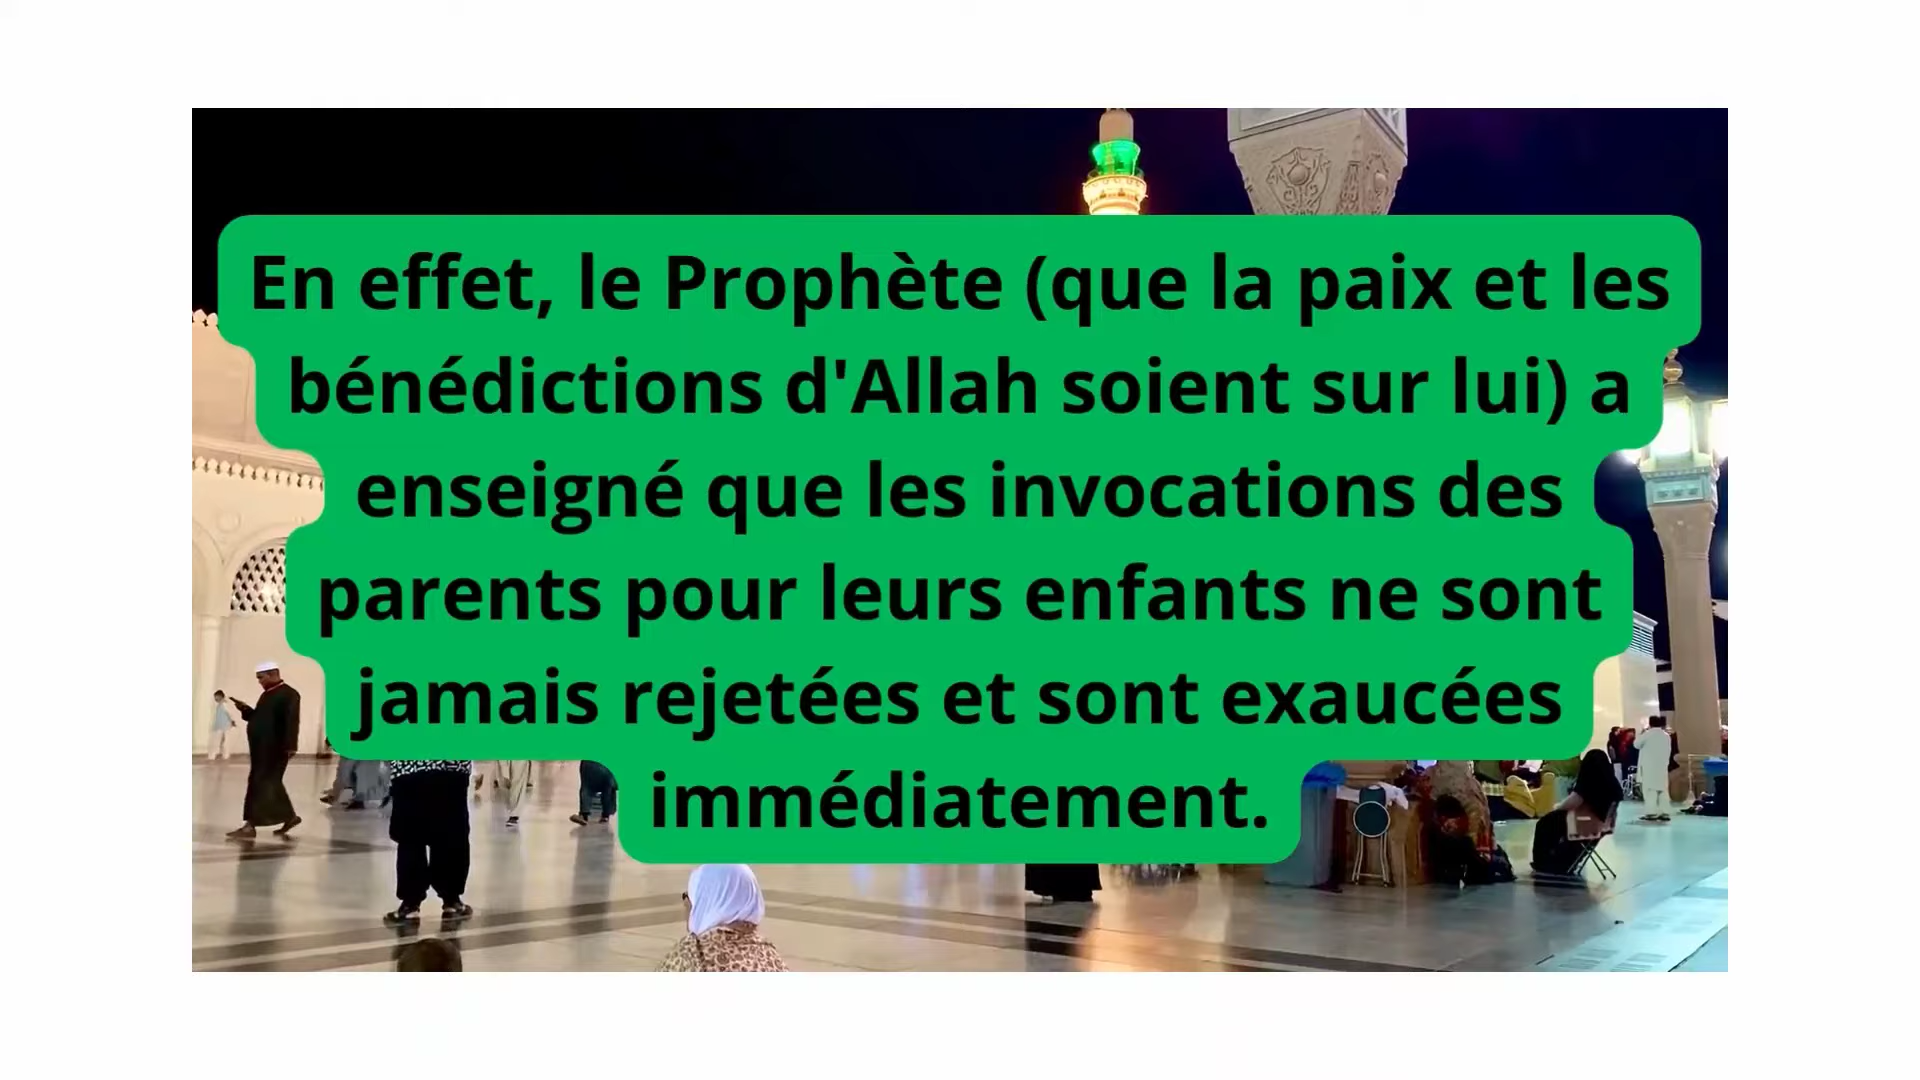 En effet, le Prophète (que la paix et les
bénédictions d'Allah soient sur lui) a
enseigné que les invocations des
parents pour leurs enfants ne sont
jamais rejetées et sont exaucées
immédiatement.